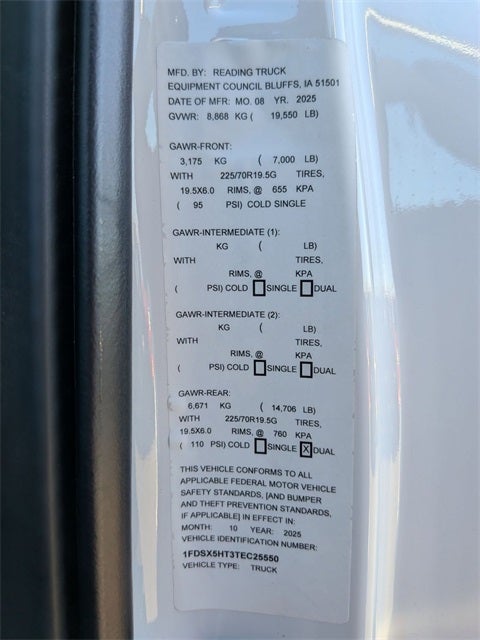 MFD. BY: READING TRUCK
EQUIPMENT COUNCIL BLUFFS, IA 51501
DATE OF MFR: MO. 08 YR. 2025
GVWR: 8,868 KG ( 19,550 LB)
GAWR-FRONT:
3,175 KG ( 7,000 LB)
WITH 225/70R19.5G TIRES,
19.5X6.0 RIMS, @ 655 KPA
( 95 PSI) COLD SINGLE
GAWR-INTERMEDIATE (1):
KG ( LB)
WITH TIRES,
RIMS, @ KPA
( PSI) COLD SINGLE DUAL
GAWR-INTERMEDIATE (2):
KG ( LB)
WITH TIRES,
RIMS, @ KPA
( PSI) COLD SINGLE DUAL
GAWR-REAR:
6,671 KG ( 14,706 LB)
WITH 225/70R19.5G TIRES,
19.5X6.0 RIMS, @ 760 KPA
( 110 PSI) COLD SINGLE X DUAL
THIS VEHICLE CONFORMS TO ALL
APPLICABLE FEDERAL MOTOR VEHICLE
SAFETY STANDARDS, [AND BUMPER
AND THEFT PREVENTION STANDARDS,
IF APPLICABLE] IN EFFECT IN:
MONTH: 10 YEAR: 2025
VEHICLE IDENTIFICATION NUMBER:
1FDSX5HT3TEC25550
VEHICLE TYPE: TRUCK